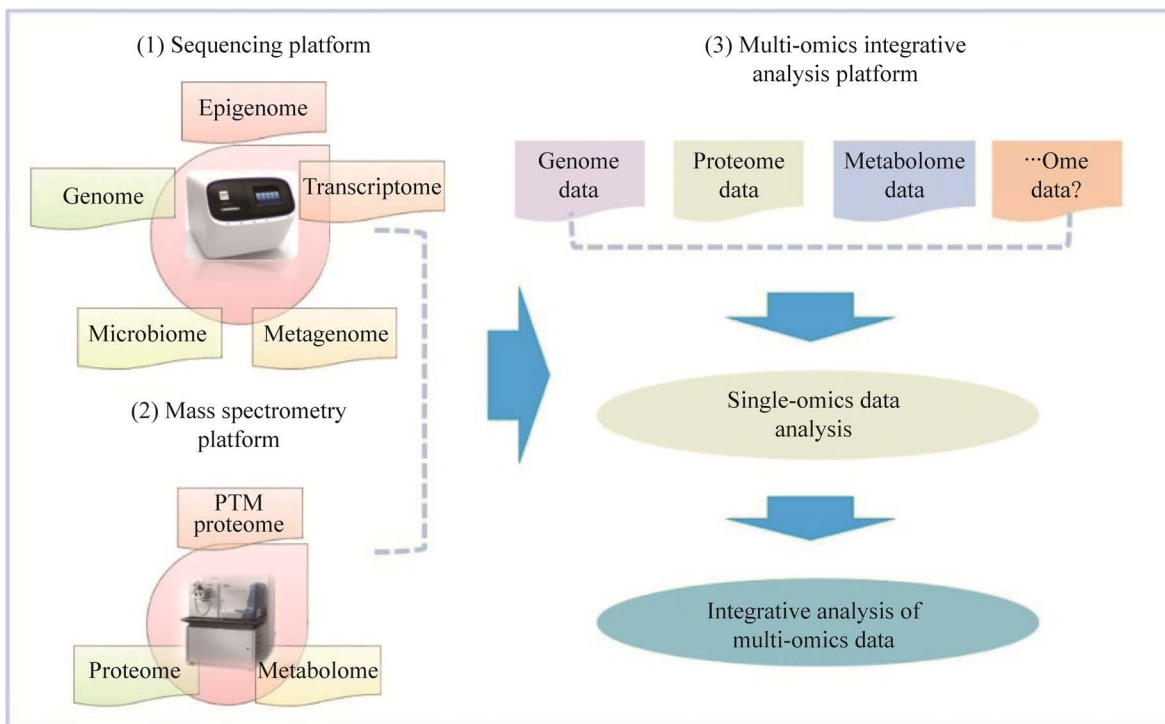 (1) Sequencing platform
Epigenome
Genome
Transcriptome
Microbiome
Metagenome
(2) Mass spectrometry
platform
PTM
proteome
Proteome
Metabolome
(3) Multi-omics integrative
analysis platform
Genome
data
Proteome
data
Metabolome
data
···Ome
data?
Single-omics data
analysis
Integrative analysis of
multi-omics data